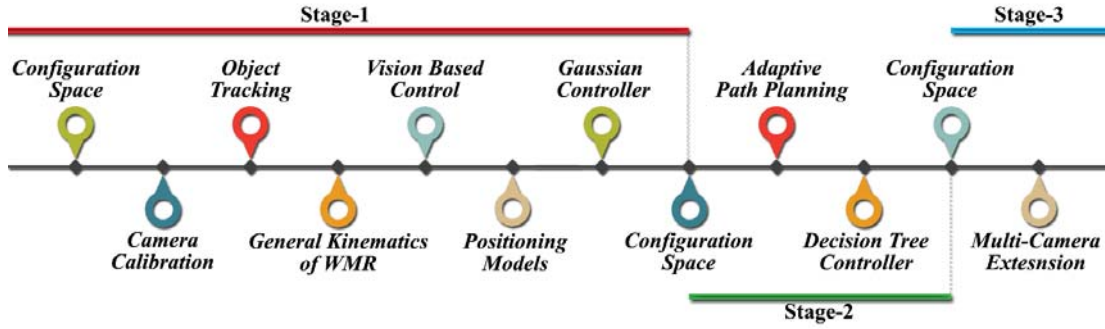 Stage-1
Stage-3
Configuration
Space
Object
Tracking
Vision Based
Control
Gaussian
Controller
Adaptive
Path Planning
Configuration
Space
Camera
Calibration
General Kinematics
of WMR
Positioning
Models
Configuration
Space
Decision Tree
Controller
Multi-Camera
Extesnsion
Stage-2